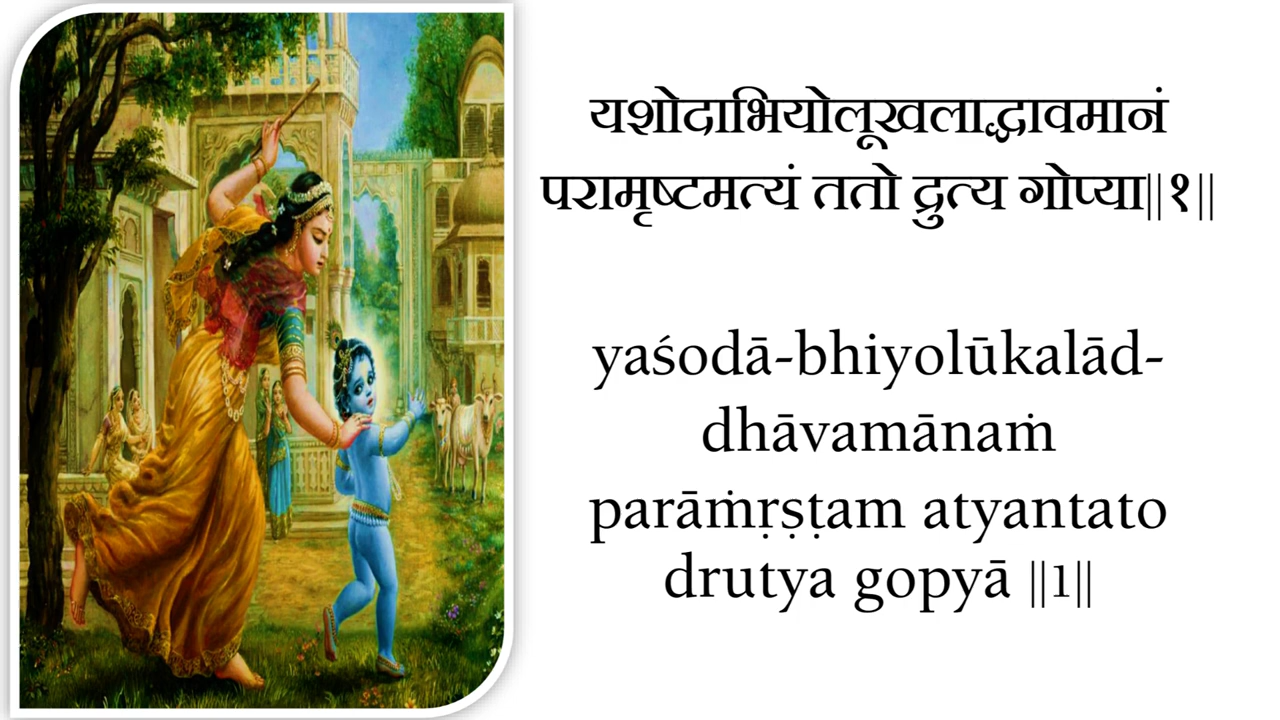 यशोदाभियोलूखलाद्धावमानं
परामृष्टमत्यं ततो द्रुत्य गोप्या॥१॥
yaśodā-bhiyolūkalād-
dhāvamānaṁ
parāṁṛṣṭam atyantato
drutya gopyā ॥1॥